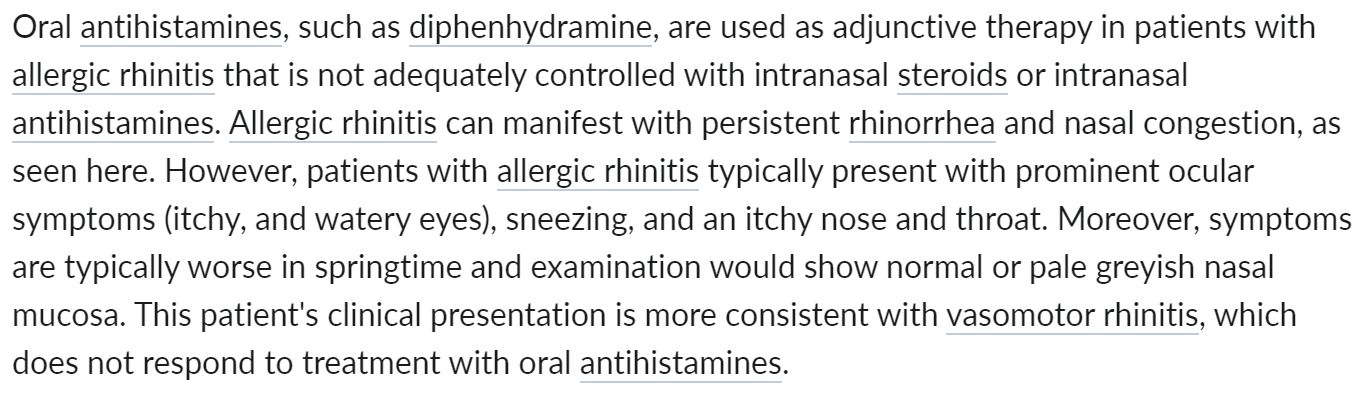 Oral antihistamines, such as diphenhydramine, are used as adjunctive therapy in patients with
allergic rhinitis that is not adequately controlled with intranasal steroids or intranasal
antihistamines. Allergic rhinitis can manifest with persistent rhinorrhea and nasal congestion, as
seen here. However, patients with allergic rhinitis typically present with prominent ocular
symptoms (itchy, and watery eyes), sneezing, and an itchy nose and throat. Moreover, symptoms
are typically worse in springtime and examination would show normal or pale greyish nasal
mucosa. This patient's clinical presentation is more consistent with vasomotor rhinitis, which
does not respond to treatment with oral antihistamines.